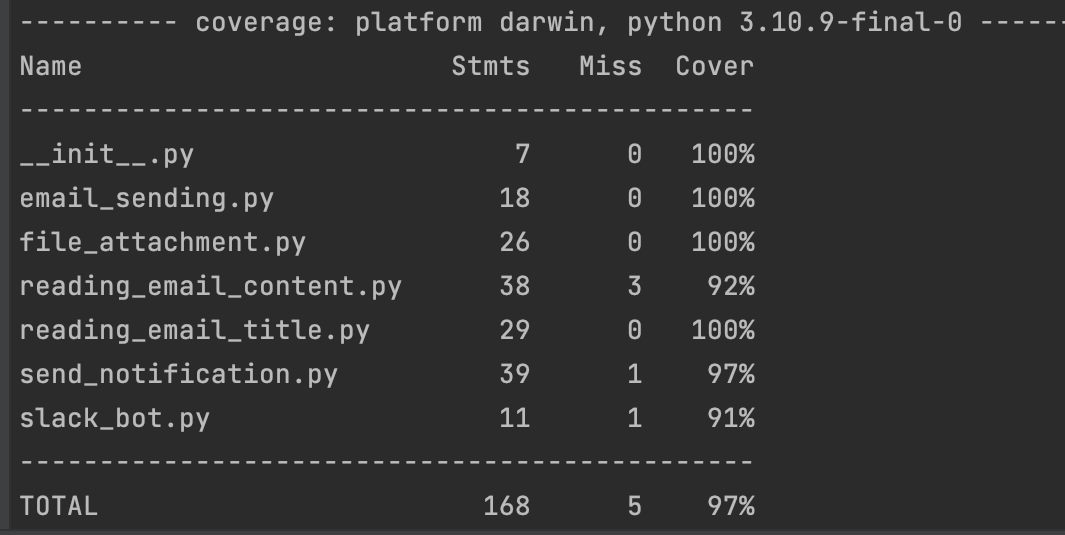 ---------- coverage: platform darwin, python 3.10.9-final-0 ------
Name                           Stmts   Miss  Cover
----------------------------------------------
__init__.py                        7      0   100%
email_sending.py                  18      0   100%
file_attachment.py                26      0   100%
reading_email_content.py          38      3    92%
reading_email_title.py            29      0   100%
send_notification.py              39      1    97%
slack_bot.py                      11      1    91%
----------------------------------------------
TOTAL                            168      5    97%